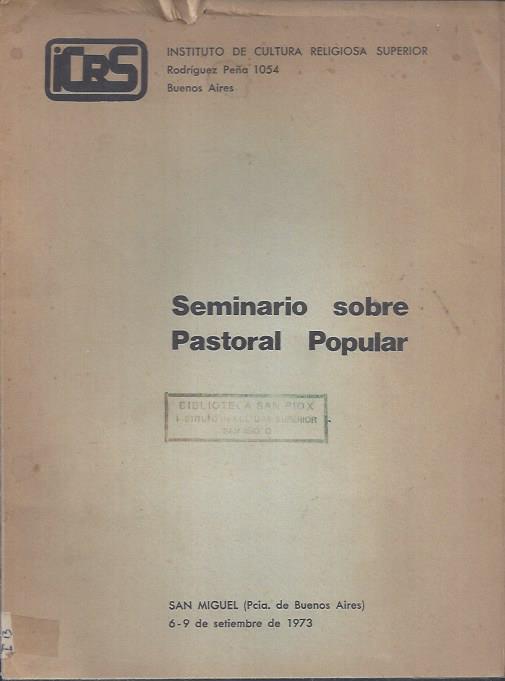 iCRS
INSTITUTO DE CULTURA RELIGIOSA SUPERIOR
Rodríguez Peña 1054
Buenos Aires
Seminario sobre
Pastoral Popular
BIBLIOTECA SAN PIO X
SUPERIOR
SAN MIGUEL (Pcia. de Buenos Aires)
6-9 de setiembre de 1973